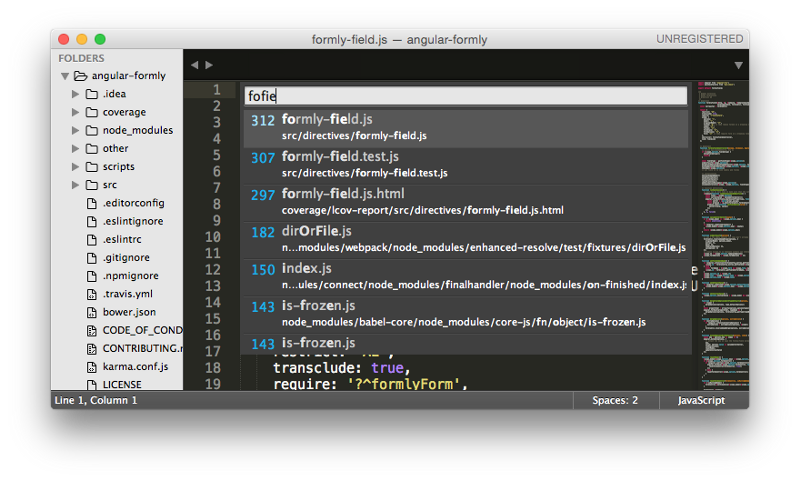 formly-field.js — angular-formly
UNREGISTERED
FOLDERS
angular-formly
.idea
coverage
node_modules
other
scripts
src
.editorconfig
.eslintignore
.eslintrc
.gitignore
.npmignore
.travis.yml
bower.json
CODE_OF_COND
CONTRIBUTING.r
karma.conf.js
LICENSE
1
2
3
4
5
6
7
8
9
10
11
12
13
14
15
16
17
18
19
fofie
312 formly-field.js
src/directives/formly-field.js
307 formly-field.test.js
src/directives/formly-field.test.js
297 formly-field.js.html
coverage/lcov-report/src/directives/formly-field.js.html
182 dirOrFile.js
n...modules/webpack/node_modules/enhanced-resolve/test/fixtures/dirOrFile.js
150 index.js
n...ules/connect/node_modules/finalhandler/node_modules/on-finished/index.js
143 is-frozen.js
node_modules/babel-core/node_modules/core-js/fn/object/is-frozen.js
143 is-frozen.js
transclude: true,
require: '?^formlyForm',
Line 1, Column 1
Spaces: 2
JavaScript